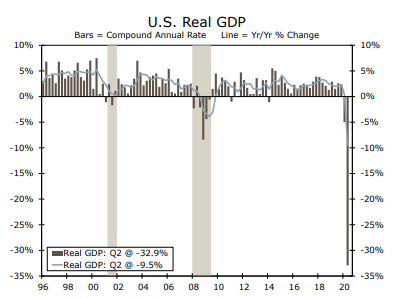 U.S. Real GDP
Bars = Compound Annual Rate Line = Yr/Yr % Change
10% 10%
5% 5%
0% 0%
-5% -5%
-10% -10%
-15% -15%
-20% -20%
-25% -25%
-30% -30%
-35% -35%
Real GDP: Q2 @ -32.9%
Real GDP: Q2 @ -9.5%
96 98 00 02 04 06 08 10 12 14 16 18 20